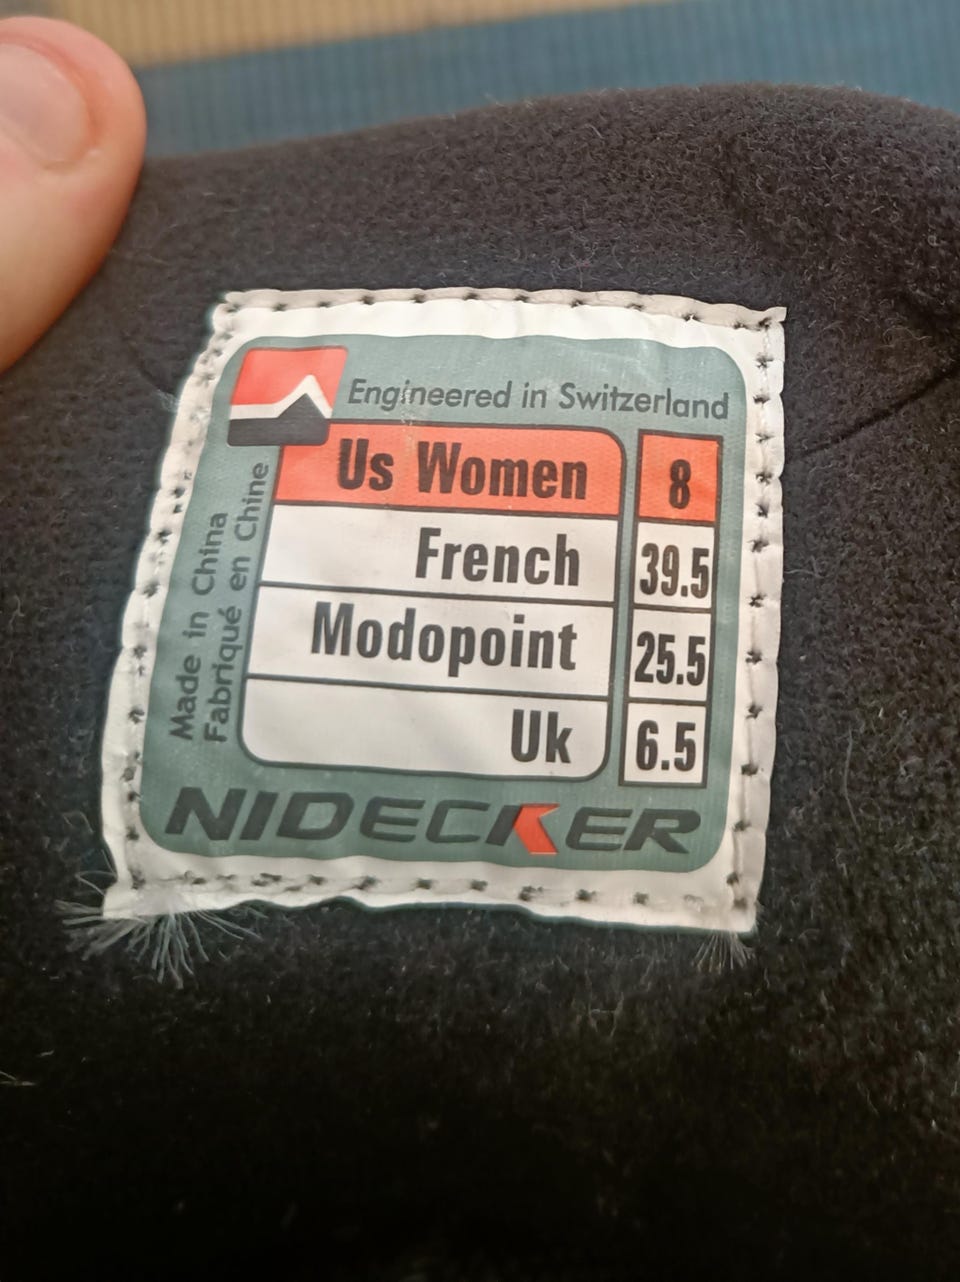 Engineered in Switzerland
Us Women 8
French 39.5
Modopoint 25.5
Uk 6.5
Made in China
Fabriqué en Chine
NIDECKER